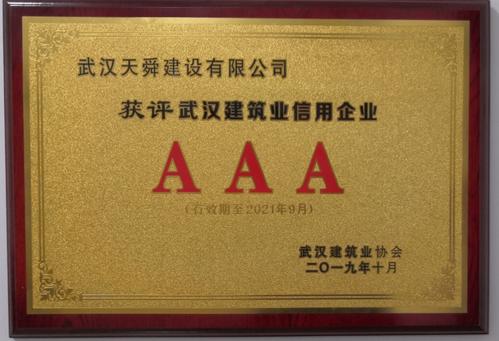 武汉天舜建设有限公司
获评武汉建筑业信用企业
AAA
(有效期至2021年9月)
武汉建筑业协会
二〇一九年十月